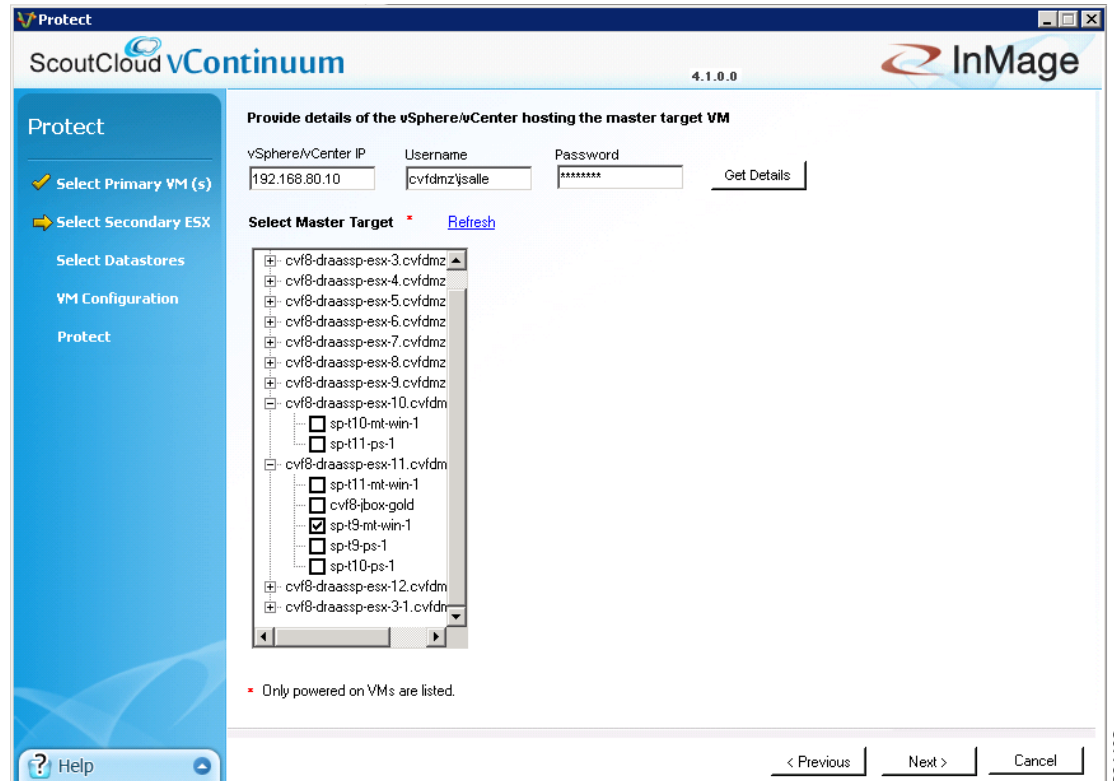 Protect
ScoutCloud vContinuum
4.1.0.0
InMage
Protect
Select Primary VM (s)
Select Secondary ESX
Select Datastores
VM Configuration
Protect
Help
Provide details of the vSphere/vCenter hosting the master target VM
vSphere/vCenter IP Username Password
192.168.80.10 cvfdmz\jsalle ******** Get Details
Select Master Target * Refresh
cvf8-draassp-esx-3.cvfdmz
cvf8-draassp-esx-4.cvfdmz
cvf8-draassp-esx-5.cvfdmz
cvf8-draassp-esx-6.cvfdmz
cvf8-draassp-esx-7.cvfdmz
cvf8-draassp-esx-8.cvfdmz
cvf8-draassp-esx-9.cvfdmz
cvf8-draassp-esx-10.cvfdm
sp-t10-mt-win-1
sp-t11-ps-1
cvf8-draassp-esx-11.cvfdm
sp-t11-mt-win-1
cvf8-jbox-gold
sp-t9-mt-win-1
sp-t9-ps-1
sp-t10-ps-1
cvf8-draassp-esx-12.cvfdm
cvf8-draassp-esx-3-1.cvfdn
* Only powered on VMs are listed.
< Previous Next > Cancel